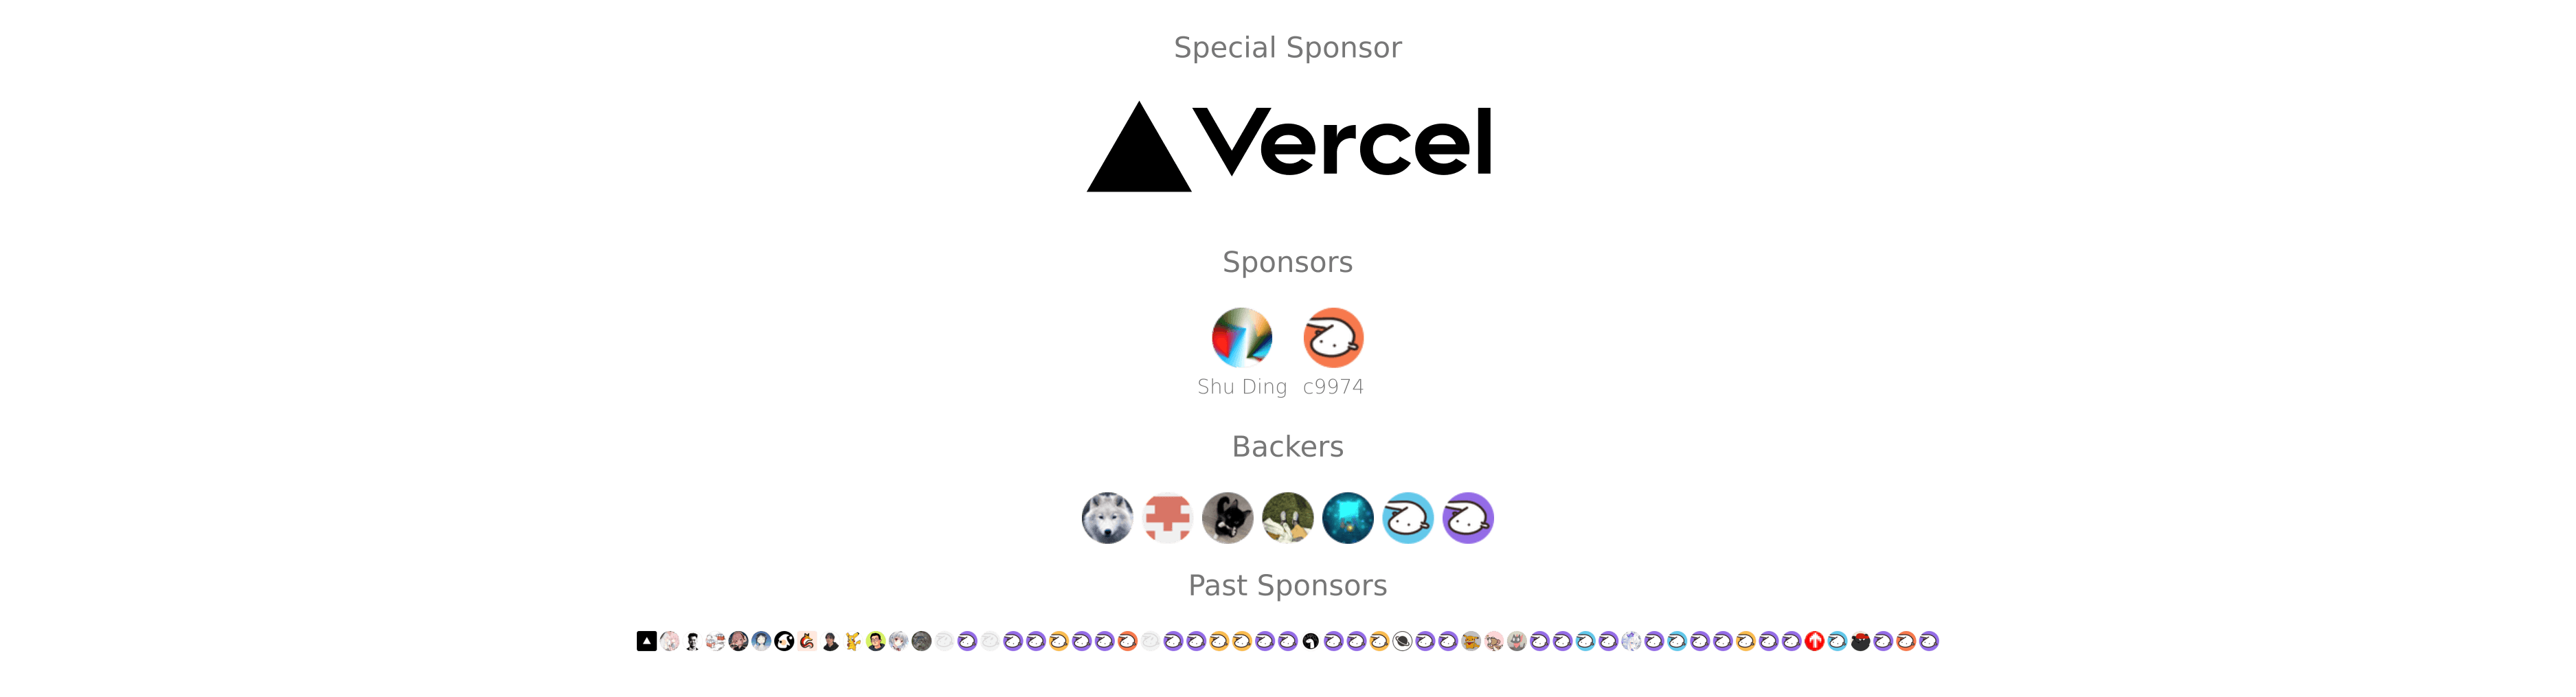 Special Sponsor
Vercel
Sponsors
Shu Ding c9974
Backers
Past Sponsors